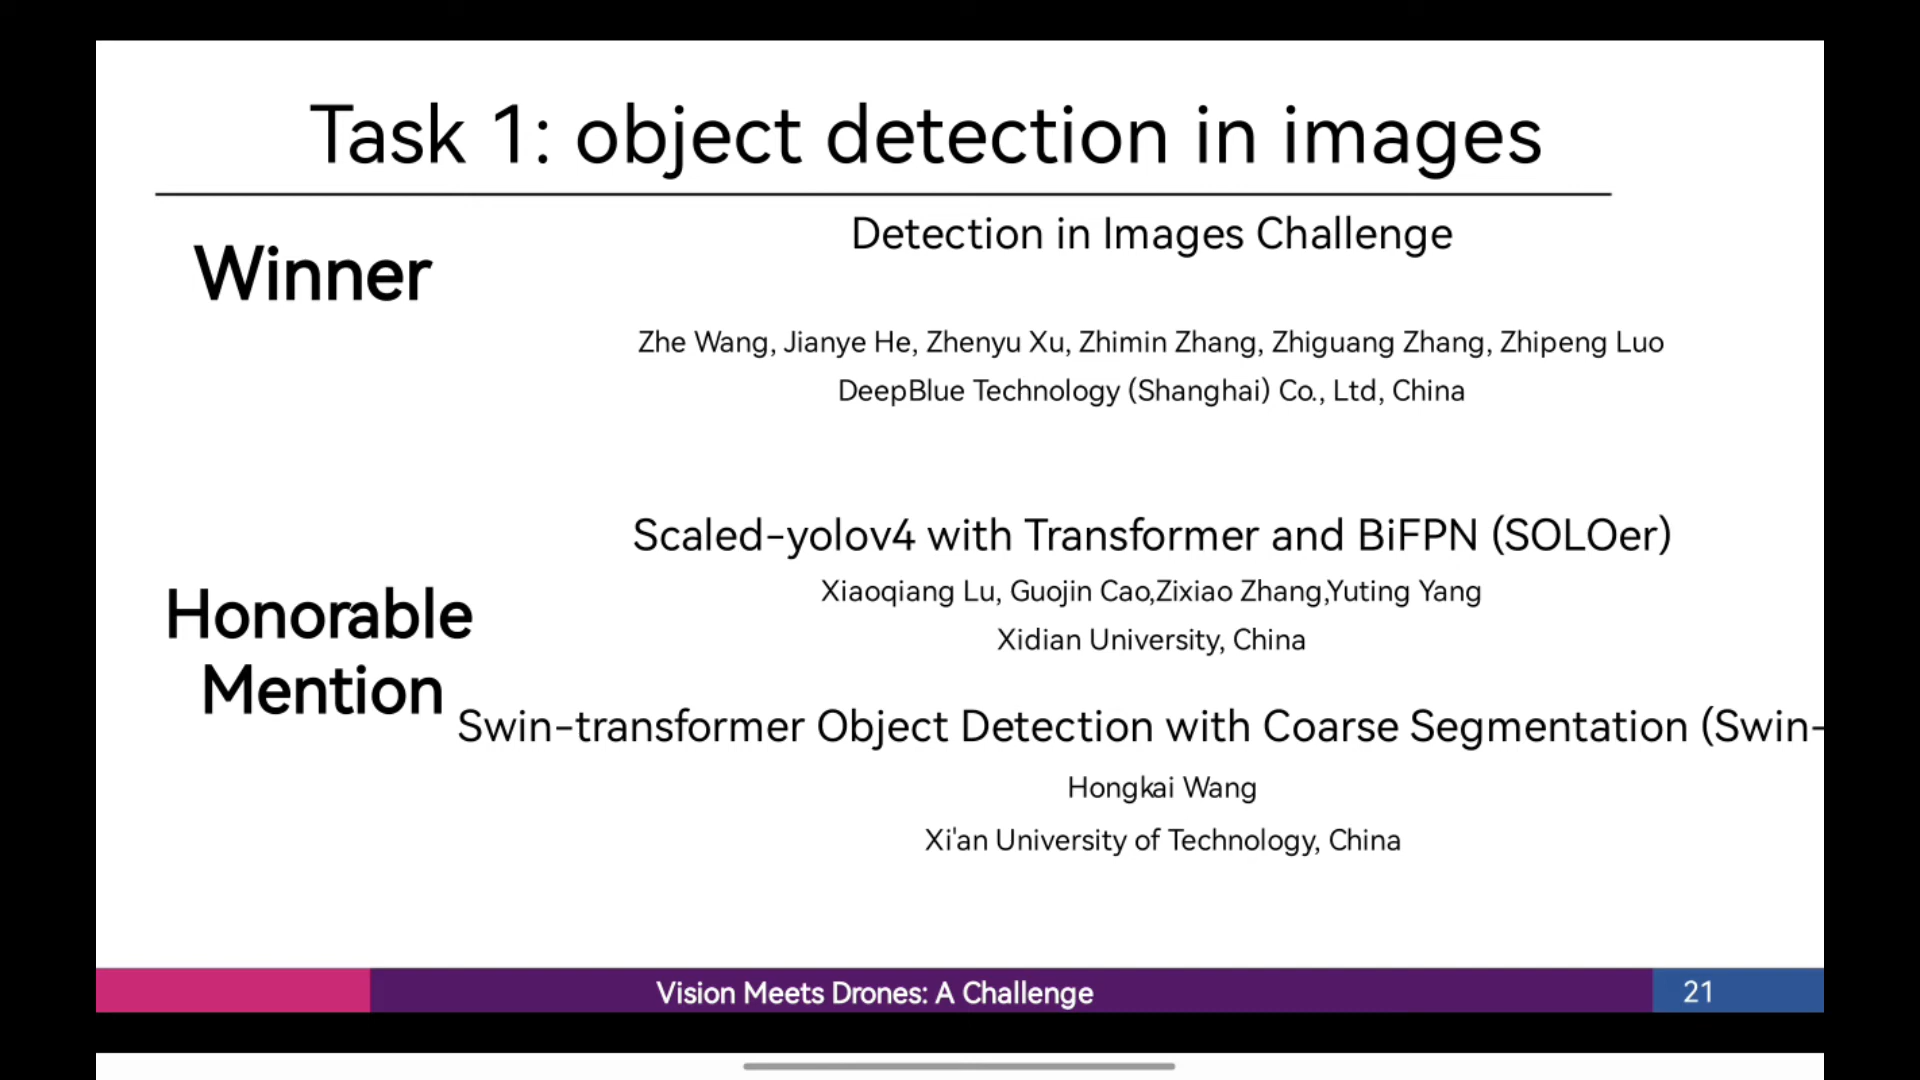 Task 1: object detection in images
Winner
Detection in Images Challenge
Zhe Wang, Jianye He, Zhenyu Xu, Zhimin Zhang, Zhiguang Zhang, Zhipeng Luo
DeepBlue Technology (Shanghai) Co., Ltd, China
Honorable
Mention
Scaled-yolov4 with Transformer and BiFPN (SOLOer)
Xiaoqiang Lu, Guojin Cao,Zixiao Zhang,Yuting Yang
Xidian University, China
Swin-transformer Object Detection with Coarse Segmentation (Swin-
Hongkai Wang
Xi'an University of Technology, China
Vision Meets Drones: A Challenge
21